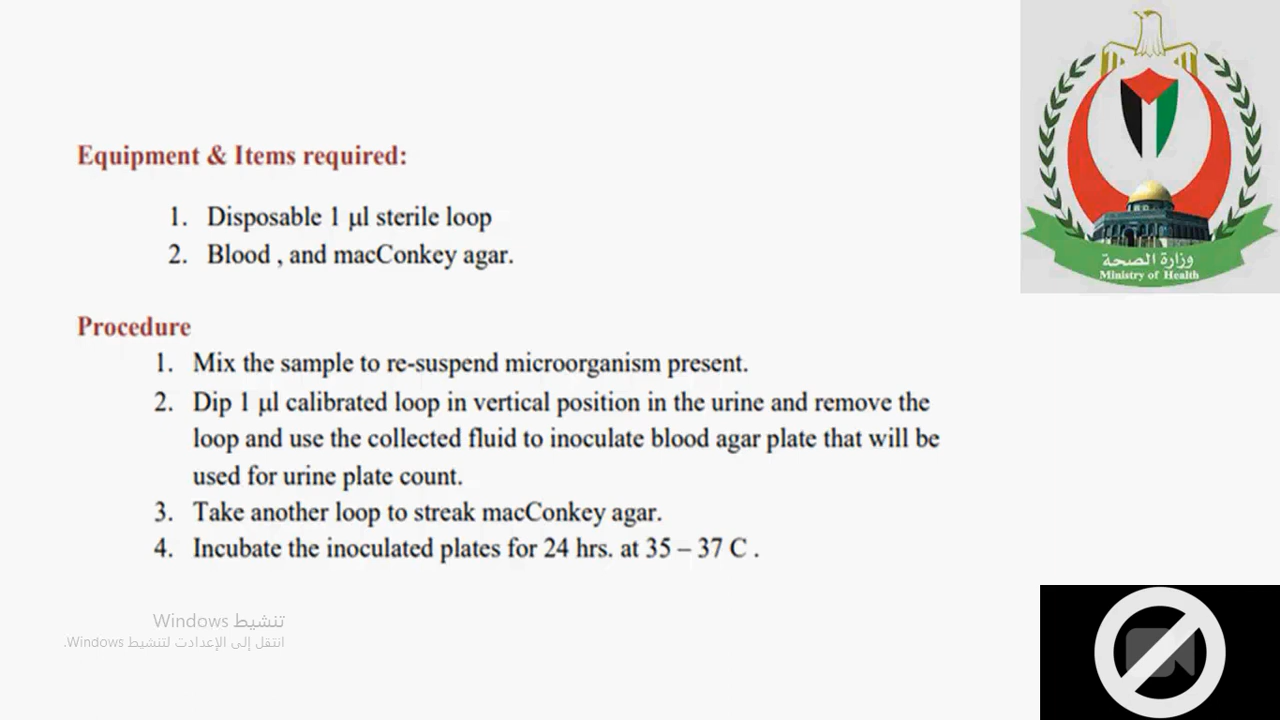 Equipment & Items required:
1. Disposable 1 µl sterile loop
2. Blood , and macConkey agar.
Procedure
1. Mix the sample to re-suspend microorganism present.
2. Dip 1 µl calibrated loop in vertical position in the urine and remove the
loop and use the collected fluid to inoculate blood agar plate that will be
used for urine plate count.
3. Take another loop to streak macConkey agar.
4. Incubate the inoculated plates for 24 hrs. at 35 – 37 C .
وزارة الصحة
Ministry of Health
تنشيط Windows
انتقل إلى الإعدادت لتنشيط Windows.